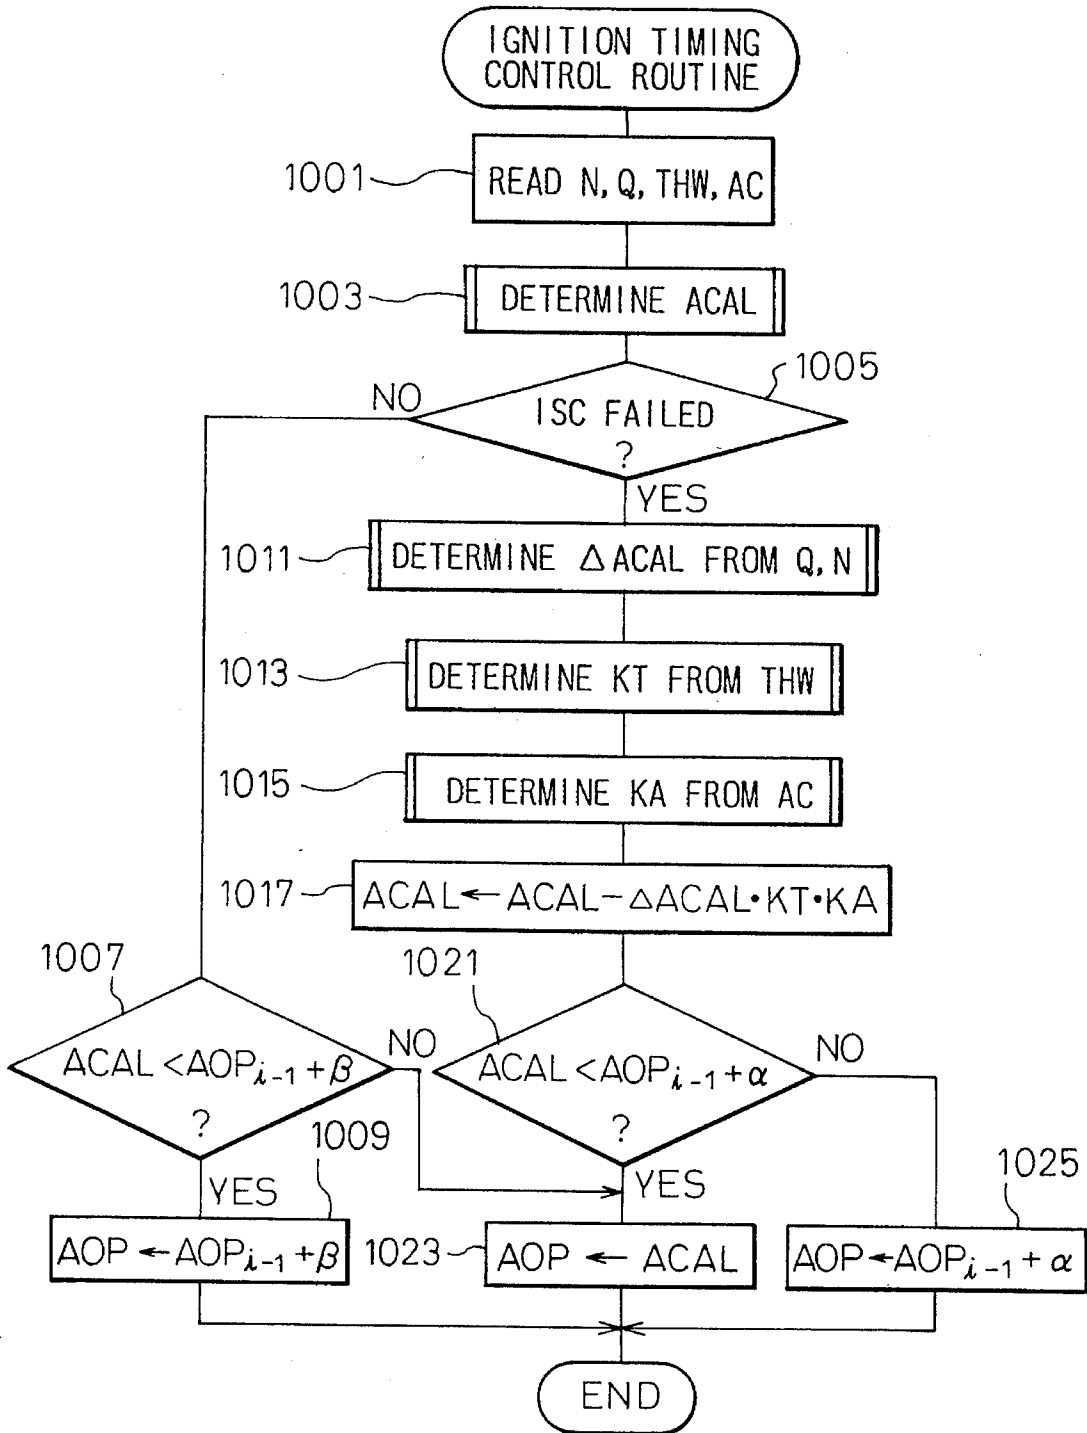 IGNITION TIMING
CONTROL ROUTINE
1001
READ N, Q, THW, AC
1003
DETERMINE ACAL
1005
NO
ISC FAILED
?
YES
1011
DETERMINE △ACAL FROM Q, N
1013
DETERMINE KT FROM THW
1015
DETERMINE KA FROM AC
1017
ACAL←ACAL−△ACAL•KT•KA
1007
1021
ACAL<AOPi-1+β
?
NO
ACAL<AOPi-1+α
?
NO
YES
1009
YES
1025
AOP←AOPi-1+β
1023
AOP ← ACAL
AOP←AOPi-1+α
END